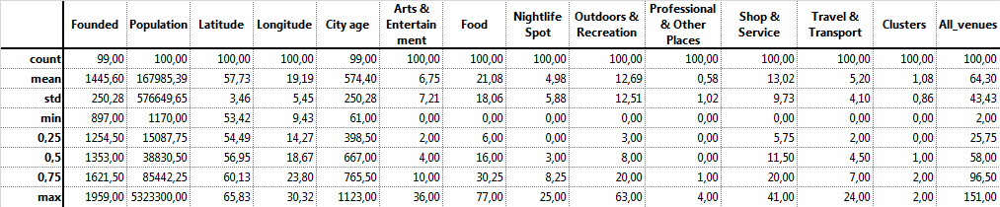 Founded Population Latitude Longitude City age Arts & Entertain ment Food Nightlife Spot Outdoors & Recreation Professional & Other Places Shop & Service Travel & Transport Clusters All_venues
count 99,00 100,00 100,00 100,00 99,00 100,00 100,00 100,00 100,00 100,00 100,00 100,00 100,00 100,00
mean 1445,60 167985,39 57,73 19,19 574,40 6,75 21,08 4,98 12,69 0,58 13,02 5,20 1,08 64,30
std 250,28 576649,65 3,46 5,45 250,28 7,21 18,06 5,88 12,51 1,02 9,73 4,10 0,86 43,43
min 897,00 1170,00 53,42 9,43 61,00 0,00 0,00 0,00 0,00 0,00 0,00 0,00 0,00 2,00
0,25 1254,50 15087,75 54,49 14,27 398,50 2,00 6,00 0,00 3,00 0,00 5,75 2,00 0,00 25,75
0,5 1353,00 38830,50 56,95 18,67 667,00 4,00 16,00 3,00 8,00 0,00 11,50 4,50 1,00 58,00
0,75 1621,50 85442,25 60,13 23,80 765,50 10,00 30,25 8,25 20,00 1,00 20,00 7,00 2,00 96,50
max 1959,00 5323300,00 65,83 30,32 1123,00 36,00 77,00 25,00 63,00 4,00 41,00 24,00 2,00 151,00